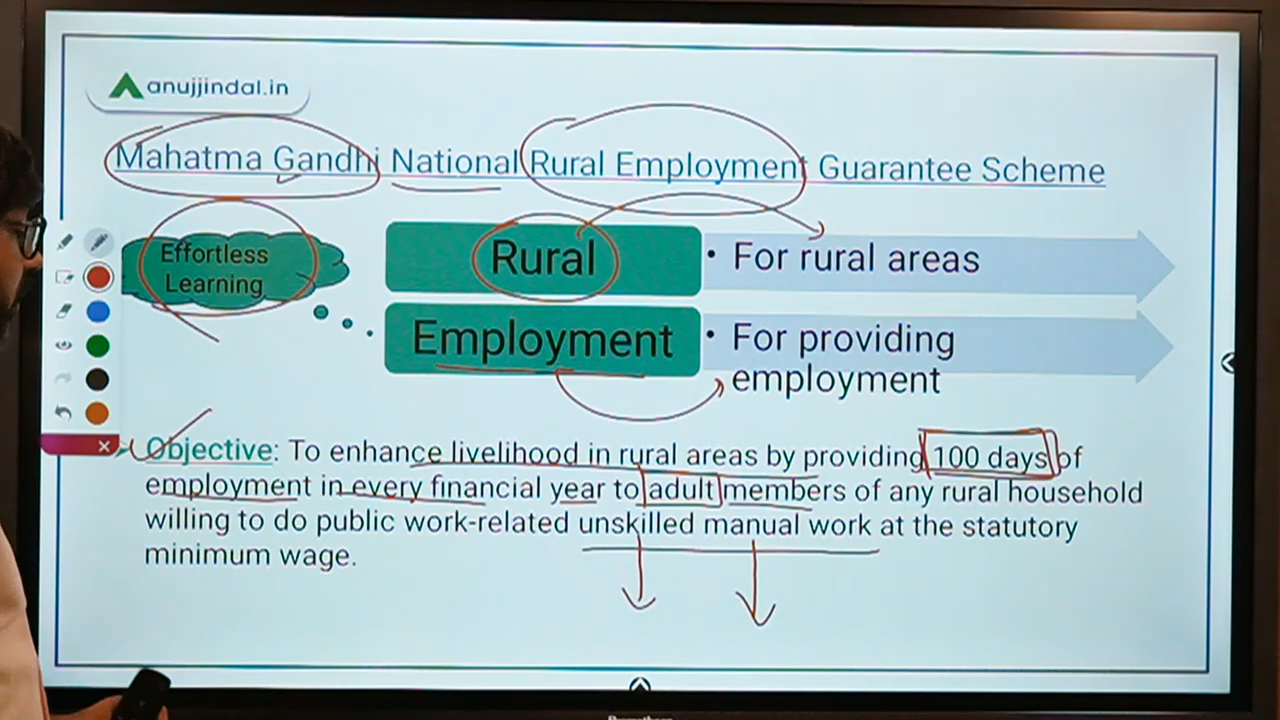 anujjindal.in
Mahatma Gandhi National Rural Employment Guarantee Scheme
Effortless
Learning
Rural
• For rural areas
Employment
• For providing
employment
Objective: To enhance livelihood in rural areas by providing 100 days of
employment in every financial year to adult members of any rural household
willing to do public work-related unskilled manual work at the statutory
minimum wage.